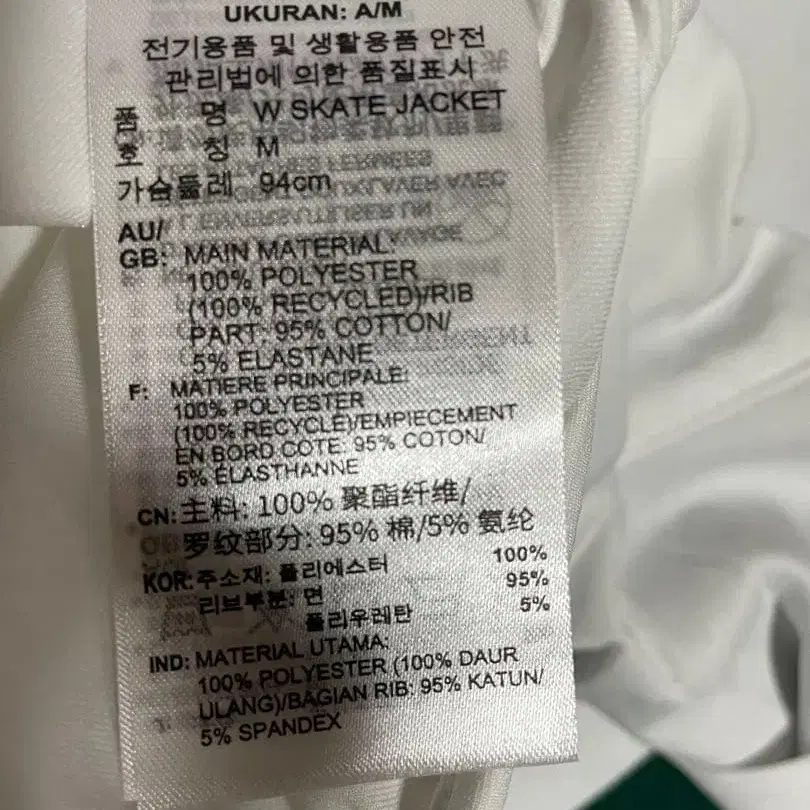 UKURAN: A/M
전기용품 및 생활용품 안전
관리법에 의한 품질표시
품 명 W SKATE JACKET
호 칭 M
가슴둘레 94cm
AU/
GB: MAIN MATERIAL:
100% POLYESTER
(100% RECYCLED)/RIB
PART: 95% COTTON/
5% ELASTANE
F: MATIERE PRINCIPALE:
100% POLYESTER
(100% RECYCLE)/EMPIECEMENT
EN BORD COTE: 95% COTON/
5% ELASTHANNE
CN: 主料: 100% 聚酯纤维/
罗纹部分: 95% 棉/5% 氨纶
KOR: 주소재: 폴리에스터 100%
리브부분: 면 95%
폴리우레탄 5%
IND: MATERIAL UTAMA:
100% POLYESTER (100% DAUR
ULANG)/BAGIAN RIB: 95% KATUN/
5% SPANDEX